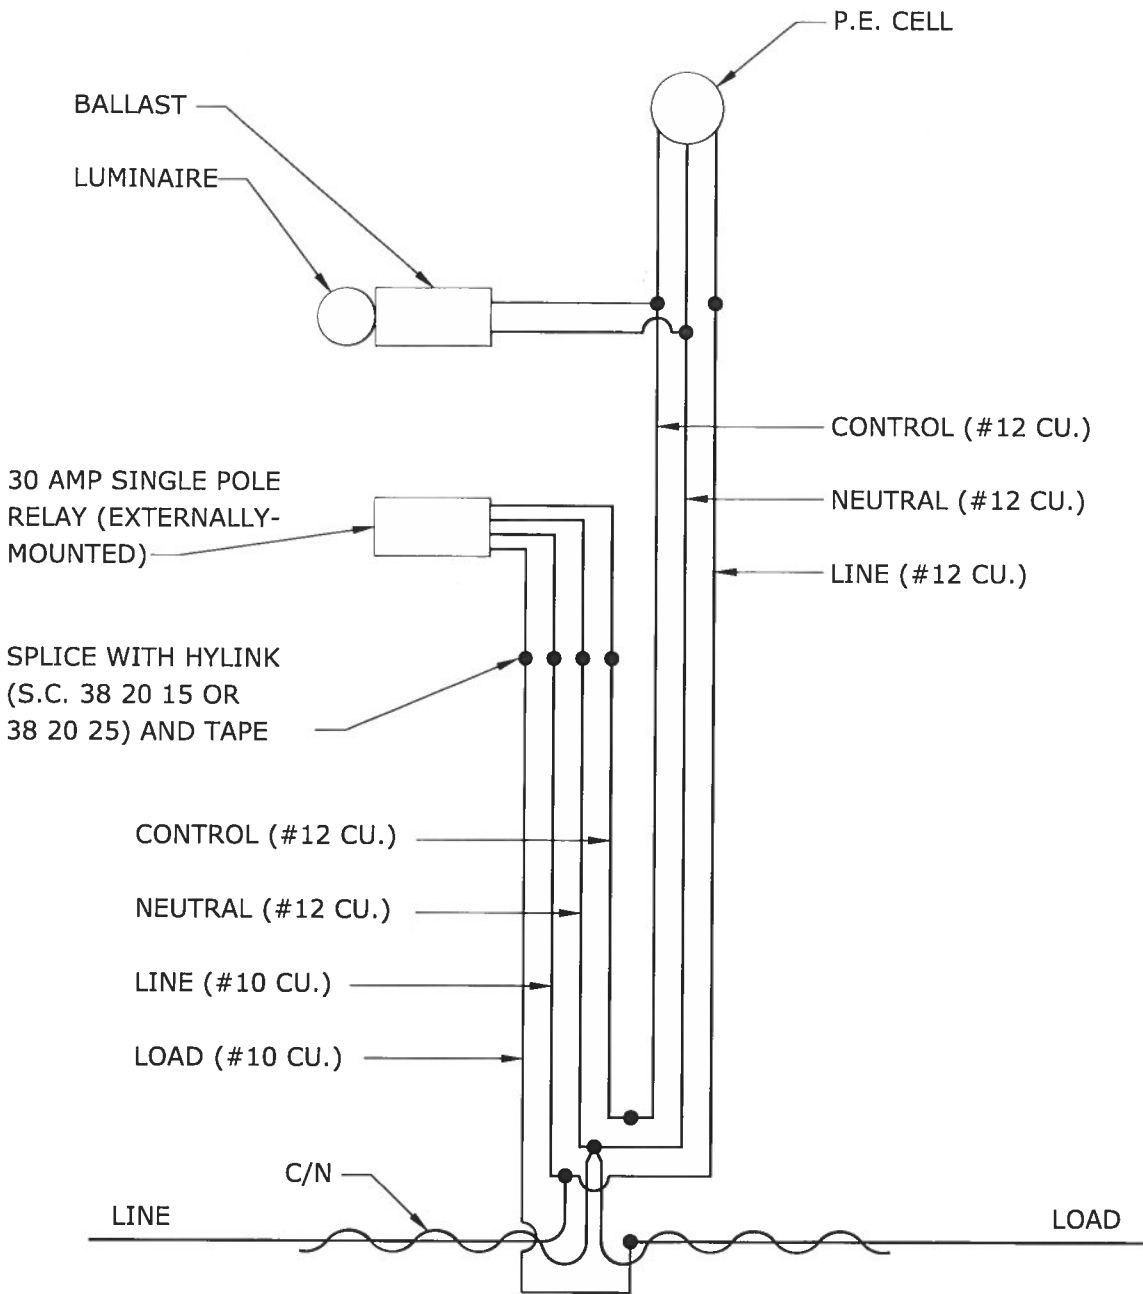 P.E. CELL
BALLAST
LUMINAIRE
CONTROL (#12 CU.)
30 AMP SINGLE POLE
RELAY (EXTERNALLY-
MOUNTED)
NEUTRAL (#12 CU.)
LINE (#12 CU.)
SPLICE WITH HYLINK
(S.C. 38 20 15 OR
38 20 25) AND TAPE
CONTROL (#12 CU.)
NEUTRAL (#12 CU.)
LINE (#10 CU.)
LOAD (#10 CU.)
C/N
LINE
LOAD